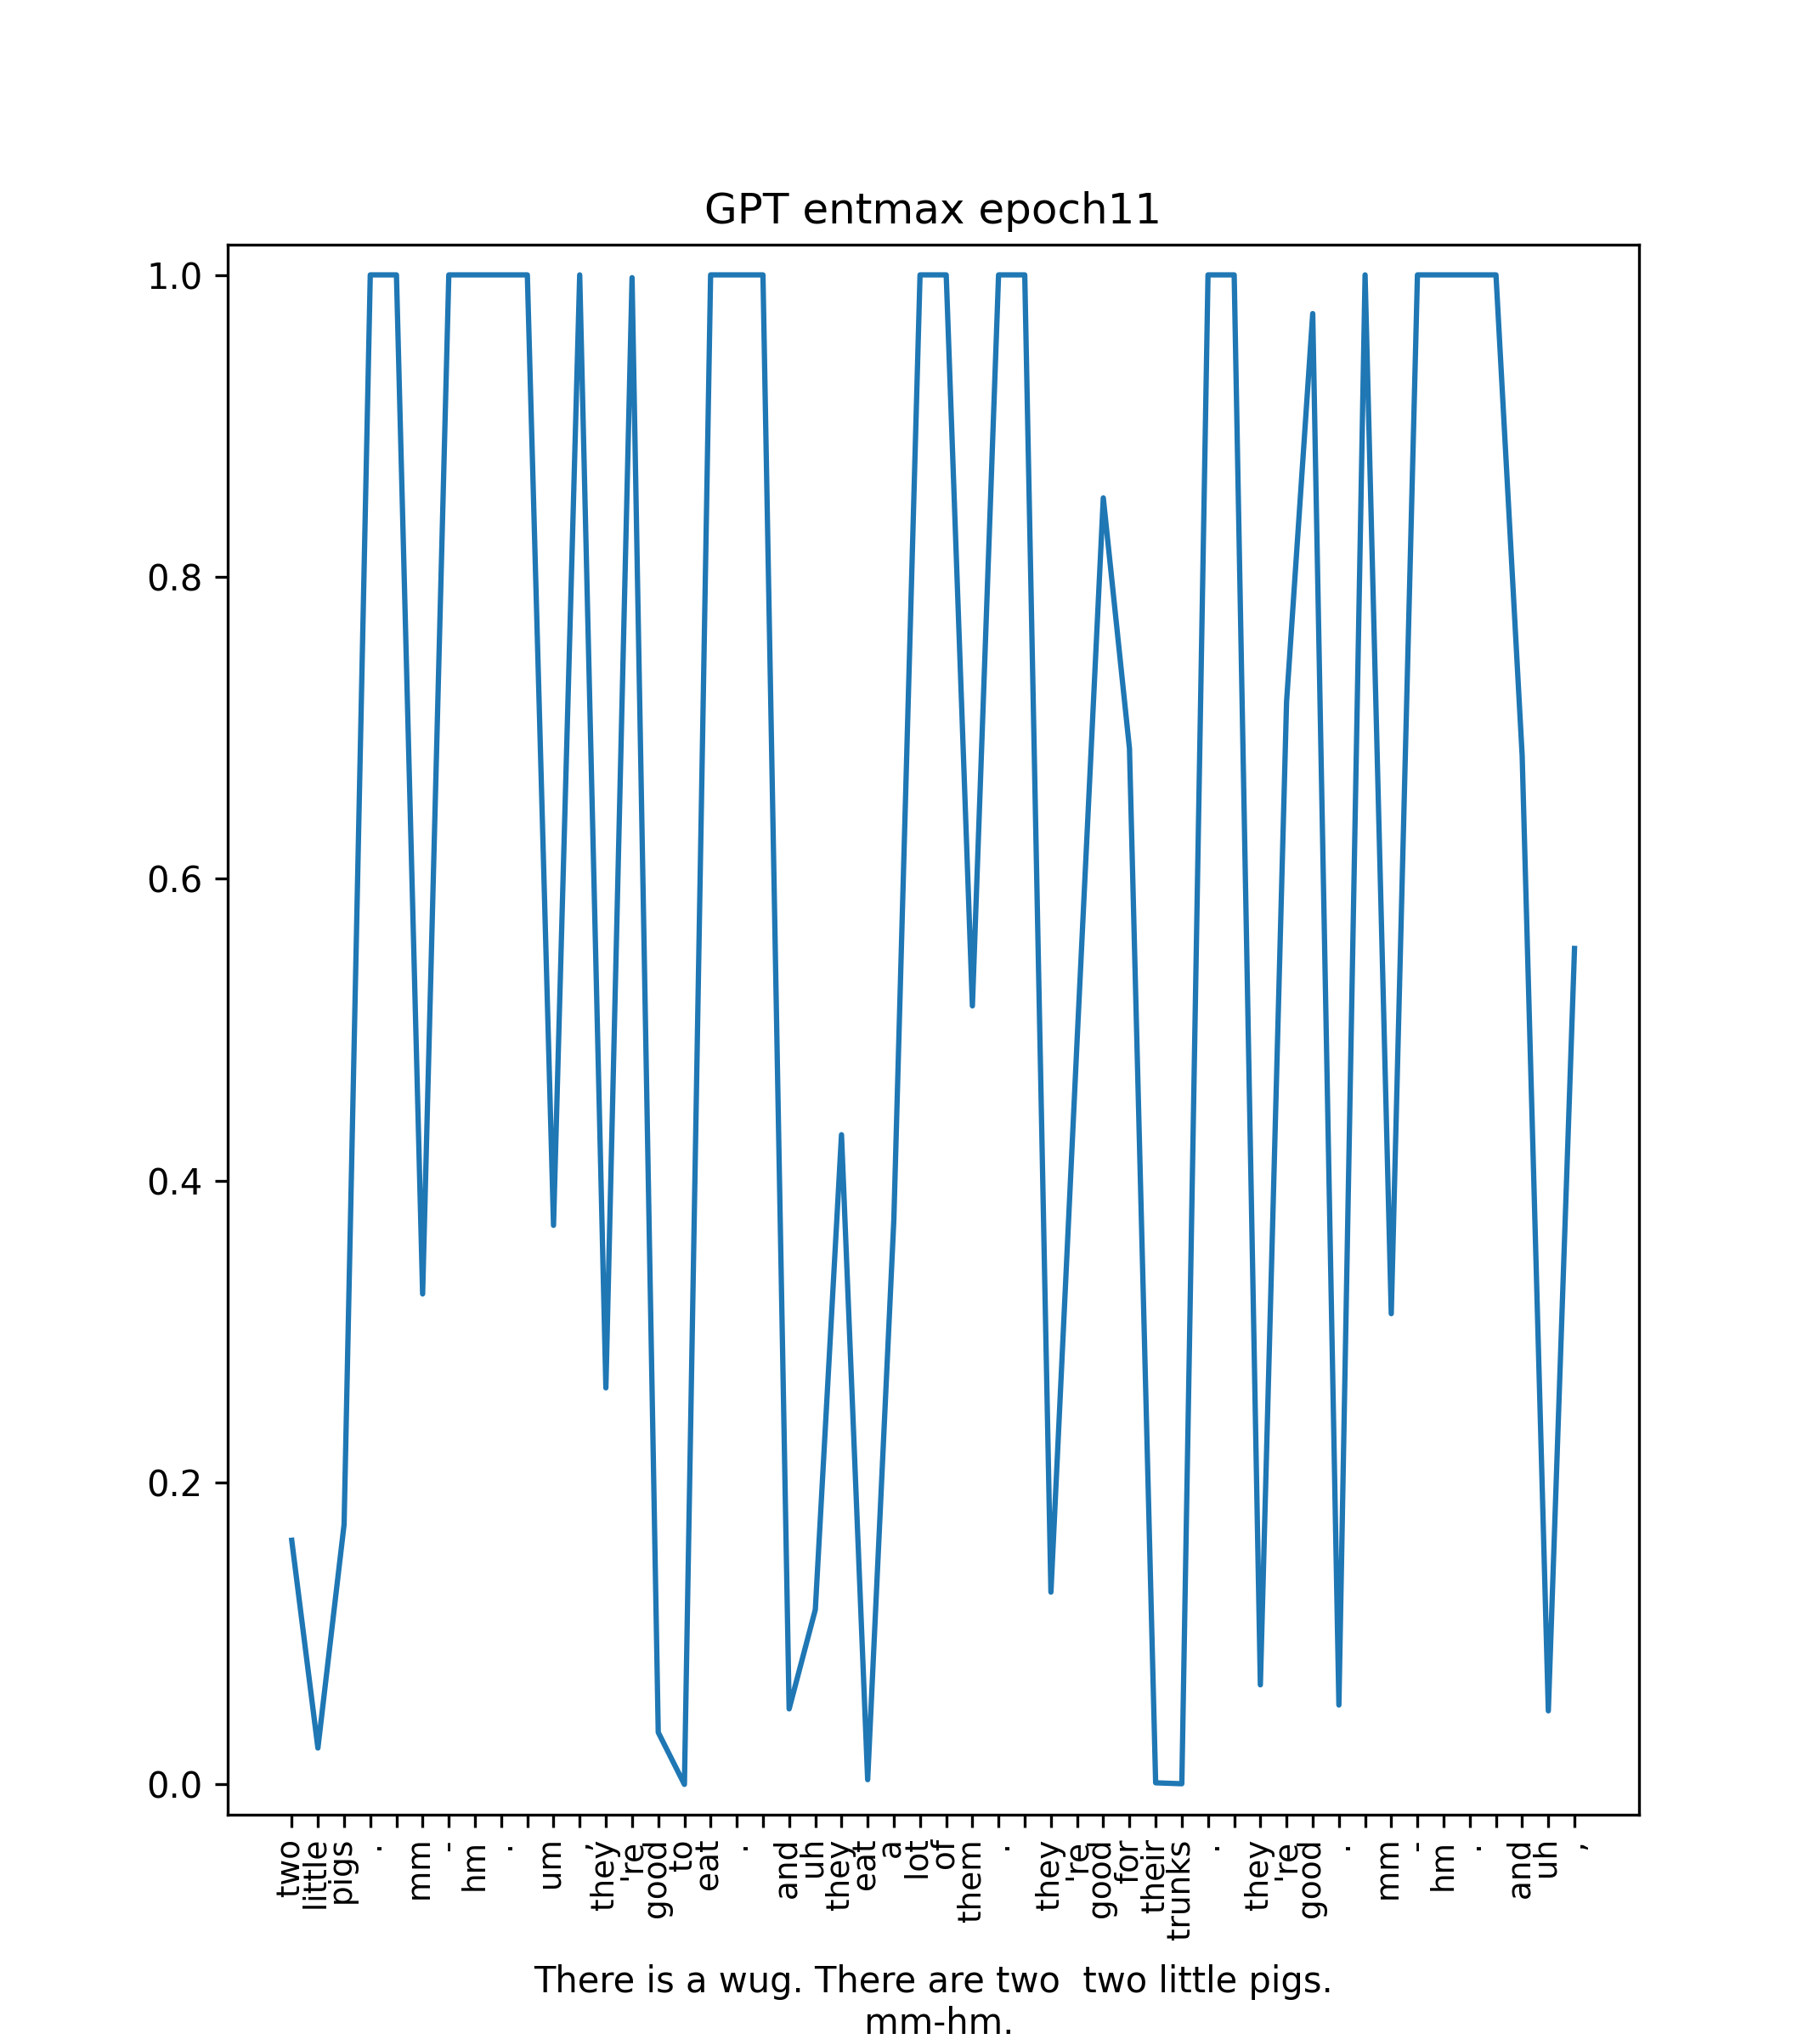 GPT entmax epoch11
1.0
0.8
0.6
0.4
0.2
0.0
two little pigs . mm - hm . um , they 're good to eat . and uh they eat a lot of them . they 're good for their trunks . they 're good . mm - hm . and uh ,
There is a wug. There are two  two little pigs.
mm-hm.